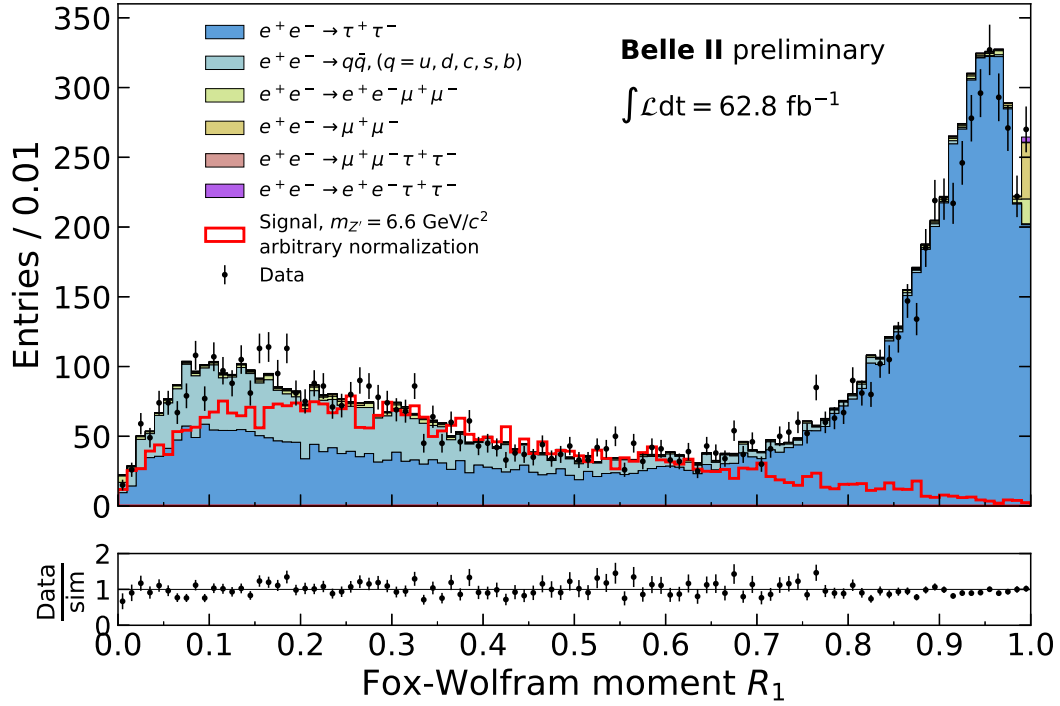 e⁺e⁻→τ⁺τ⁻
e⁺e⁻→qq̄, (q = u, d, c, s, b)
e⁺e⁻→e⁺e⁻μ⁺μ⁻
e⁺e⁻→μ⁺μ⁻
e⁺e⁻→μ⁺μ⁻τ⁺τ⁻
e⁺e⁻→e⁺e⁻τ⁺τ⁻
Signal, m_Z′ = 6.6 GeV/c²
arbitrary normalization
Data
Belle II preliminary
∫ℒdt = 62.8 fb⁻¹
Entries / 0.01
350
300
250
200
150
100
50
0
Data
sim
2
1
0
0.0 0.1 0.2 0.3 0.4 0.5 0.6 0.7 0.8 0.9 1.0
Fox-Wolfram moment R₁